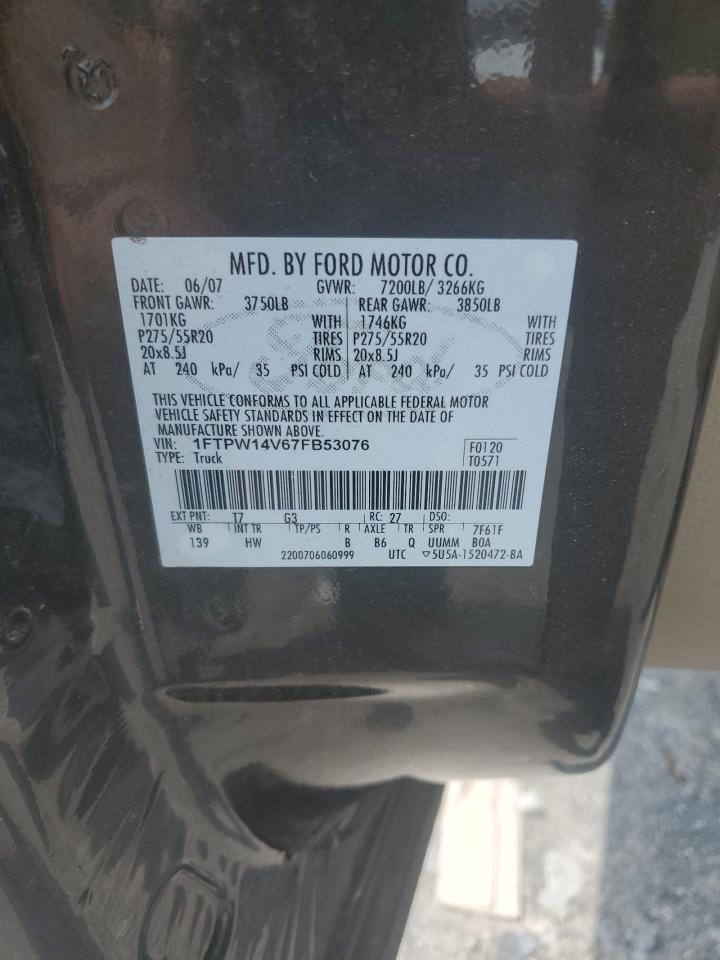 MFD. BY FORD MOTOR CO.
DATE: 06/07 GVWR: 7200LB/ 3266KG
FRONT GAWR: 3750LB REAR GAWR: 3850LB
1701KG WITH 1746KG WITH
P275/55R20 TIRES P275/55R20 TIRES
20x8.5J RIMS 20x8.5J RIMS
AT 240 kPa/ 35 PSI COLD AT 240 kPa/ 35 PSI COLD
Ford
THIS VEHICLE CONFORMS TO ALL APPLICABLE FEDERAL MOTOR
VEHICLE SAFETY STANDARDS IN EFFECT ON THE DATE OF
MANUFACTURE SHOWN ABOVE.
VIN: 1FTPW14V67FB53076 F0120
TYPE: Truck T0571
EXT PNT: T7 G3 RC: 27 DSO:
WB INT TR TP/PS R AXLE TR SPR 7F61F
139 HW B B6 Q UUMM BOA
2200706060999 UTC ▽5U5A-1520472-BA